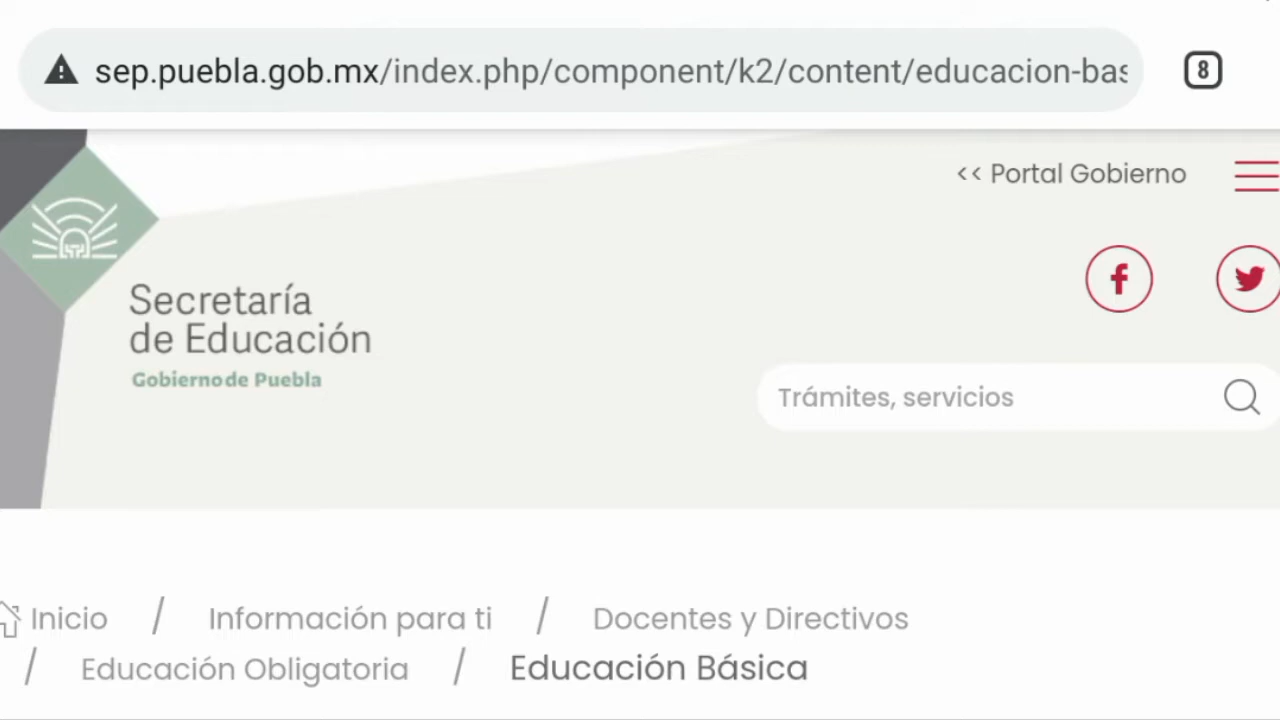 sep.puebla.gob.mx/index.php/component/k2/content/educacion-bas
8
<< Portal Gobierno
Secretaría
de Educación
Gobierno de Puebla
Trámites, servicios
Inicio / Información para ti / Docentes y Directivos
/ Educación Obligatoria / Educación Básica